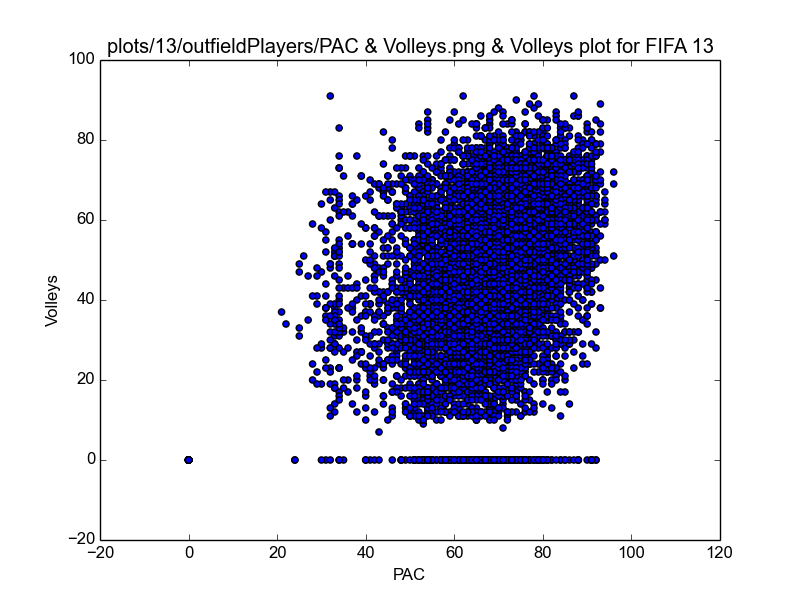 plots/13/outfieldPlayers/PAC & Volleys.png & Volleys plot for FIFA 13
100
80
60
40
20
0
−20
Volleys
−20 0 20 40 60 80 100 120
PAC